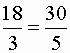 18/3 = 30/5